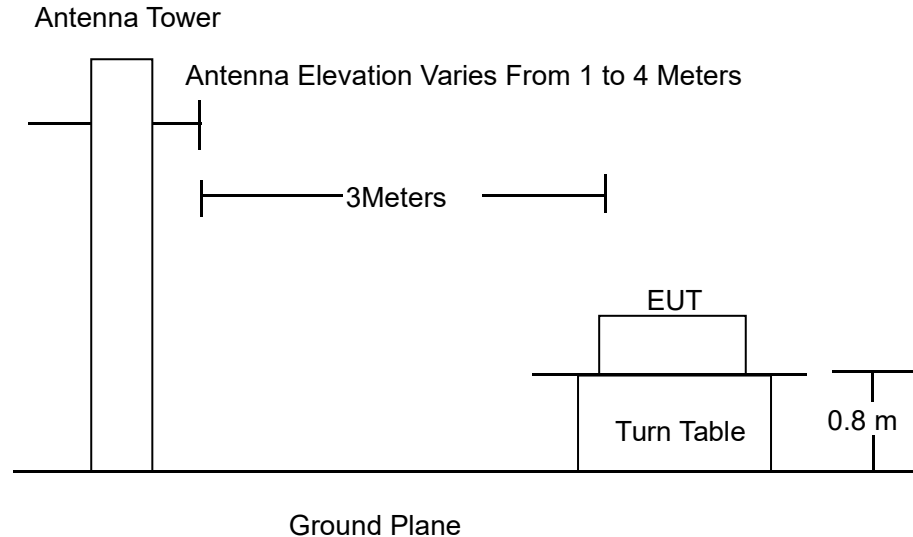 Antenna Tower
Antenna Elevation Varies From 1 to 4 Meters
3Meters
EUT
Turn Table
0.8 m
Ground Plane